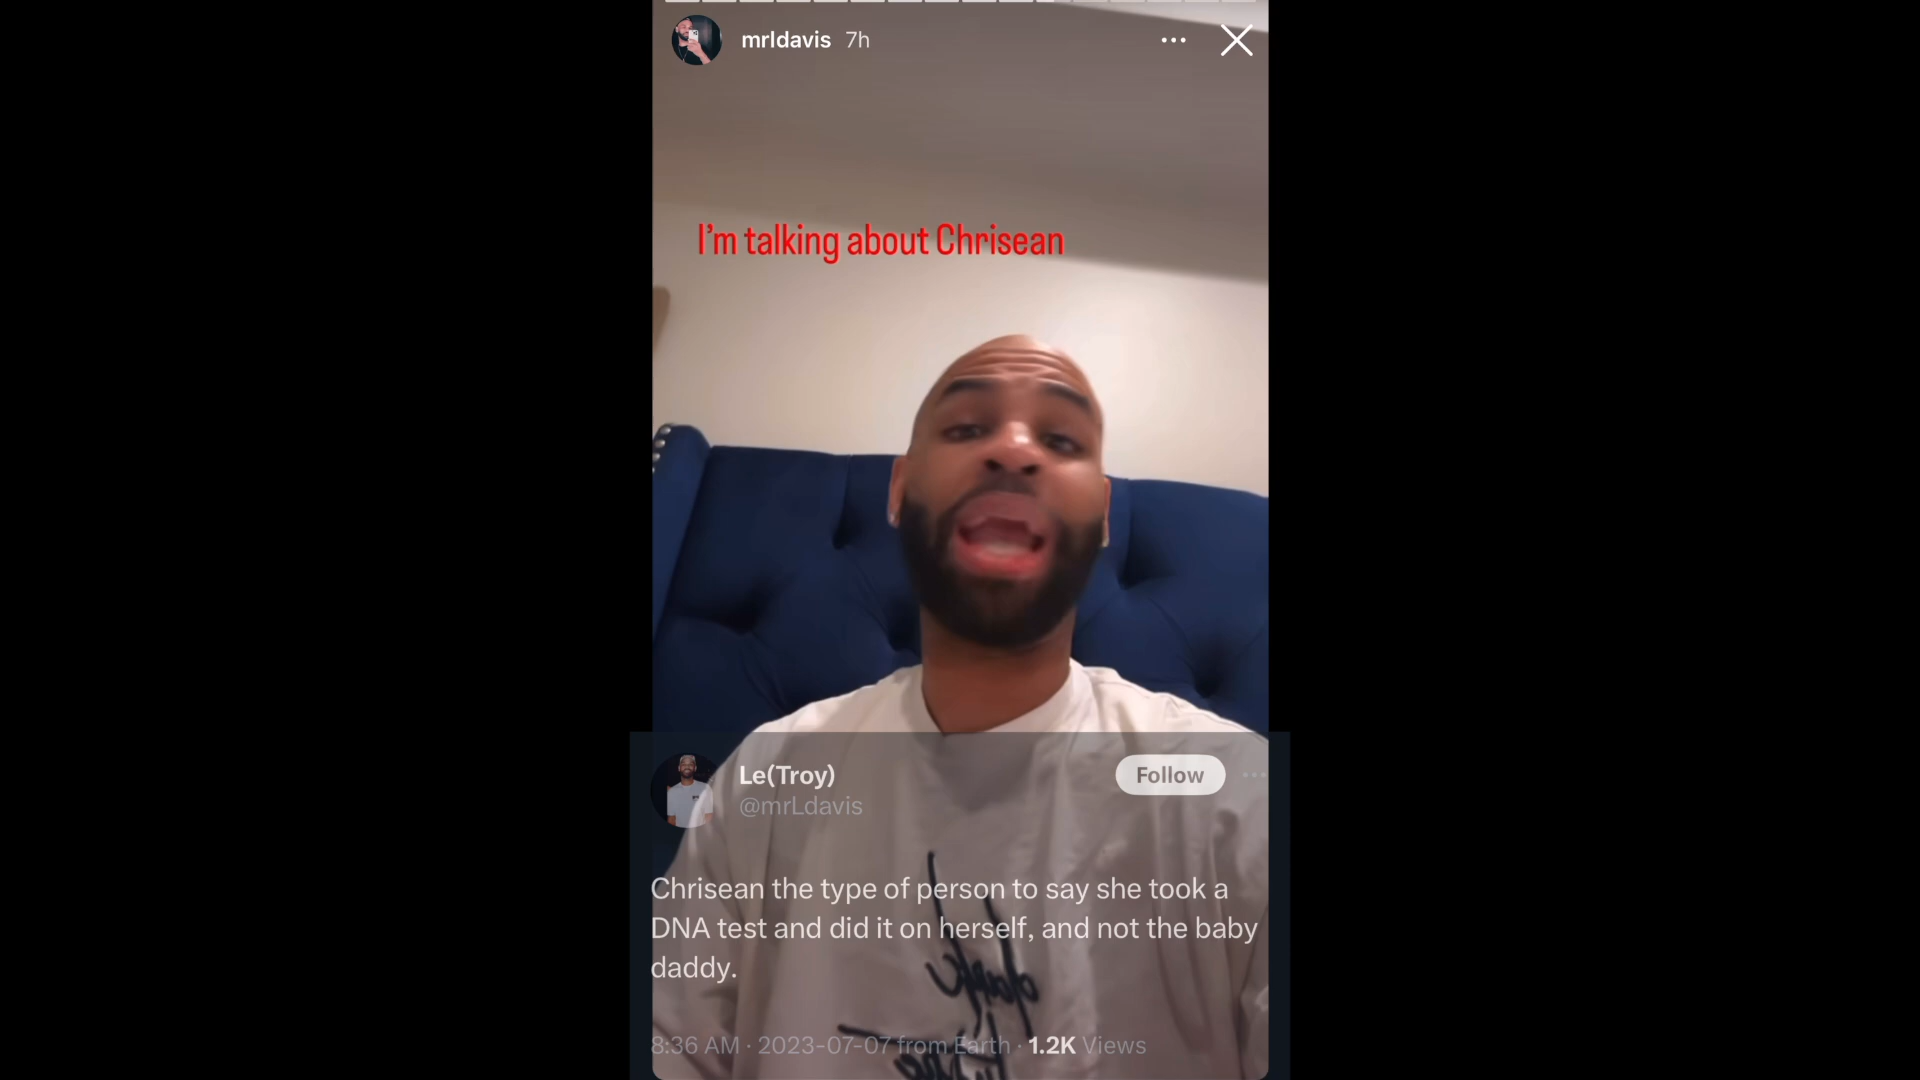 mrldavis 7h
I'm talking about Chrisean
Le(Troy)
Follow
@mrLdavis
Chrisean the type of person to say she took a
DNA test and did it on herself, and not the baby
daddy.
8:36 AM · 2023-07-07 from Earth · 1.2K Views